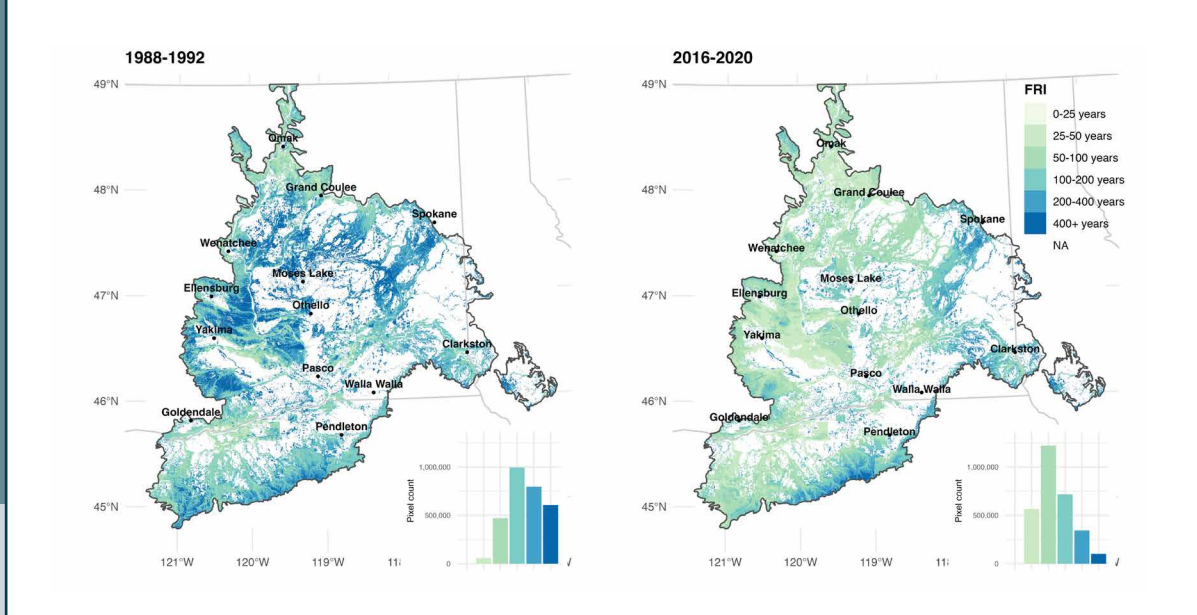 1988-1992
49°N
48°N
47°N
46°N
45°N
121°W
120°W
119°W
11
Omak
Grand Coulee
Spokane
Wenatchee
Moses Lake
Ellensburg
Othello
Yakima
Clarkston
Pasco
Walla Walla
Goldendale
Pendleton
Pixel count
1,000,000
500,000
0
2016-2020
FRI
0-25 years
25-50 years
50-100 years
100-200 years
200-400 years
400+ years
NA
49°N
48°N
47°N
46°N
45°N
121°W
120°W
119°W
11
Omak
Grand Coulee
Spokane
Wenatchee
Moses Lake
Ellensburg
Othello
Yakima
Clarkston
Pasco
Walla Walla
Goldendale
Pendleton
Pixel count
1,000,000
500,000
0